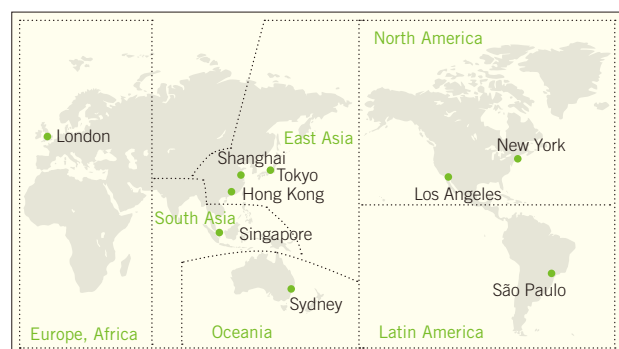 North America
London
East Asia
New York
Shanghai
Tokyo
Hong Kong
Los Angeles
South Asia
Singapore
São Paulo
Sydney
Europe, Africa
Oceania
Latin America